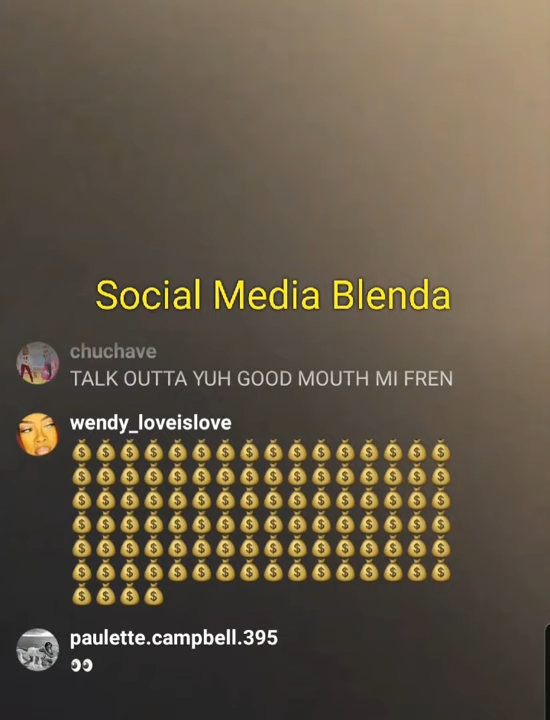 Social Media Blenda
chuchave
TALK OUTTA YUH GOOD MOUTH MI FREN
wendy_loveislove
💰💰💰💰💰💰💰💰💰💰💰💰💰💰💰💰
💰💰💰💰💰💰💰💰💰💰💰💰💰💰💰💰
💰💰💰💰💰💰💰💰💰💰💰💰💰💰💰💰
💰💰💰💰💰💰💰💰💰💰💰💰💰💰💰💰
💰💰💰💰💰💰💰💰💰💰💰💰💰💰💰💰
💰💰💰💰💰💰💰💰💰💰💰💰💰💰💰💰
💰💰💰💰
paulette.campbell.395
👀